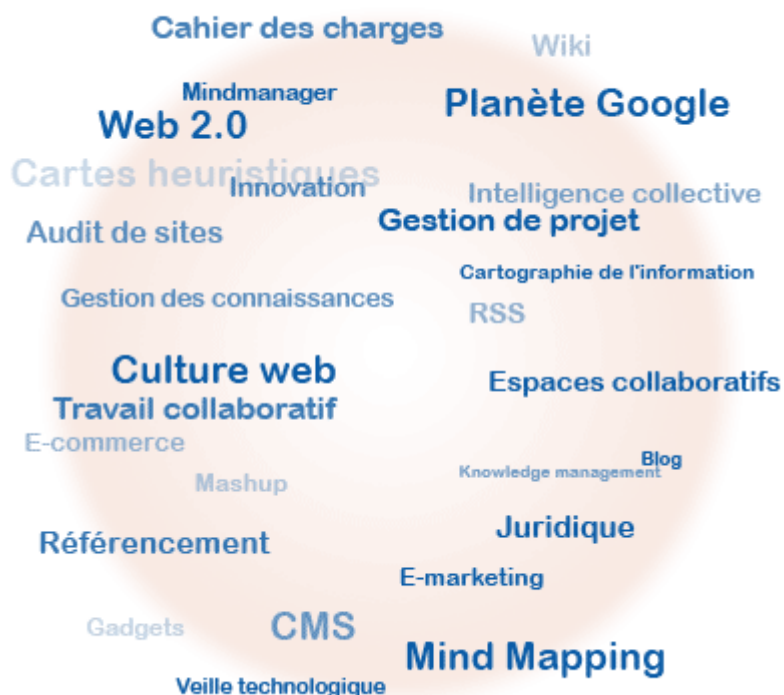 Cahier des charges
Wiki
Mindmanager
Planète Google
Web 2.0
Cartes heuristiques
Innovation
Intelligence collective
Gestion de projet
Audit de sites
Cartographie de l'information
Gestion des connaissances
RSS
Culture web
Espaces collaboratifs
Travail collaboratif
E-commerce
Blog
Knowledge management
Mashup
Juridique
Référencement
E-marketing
Gadgets
CMS
Mind Mapping
Veille technologique